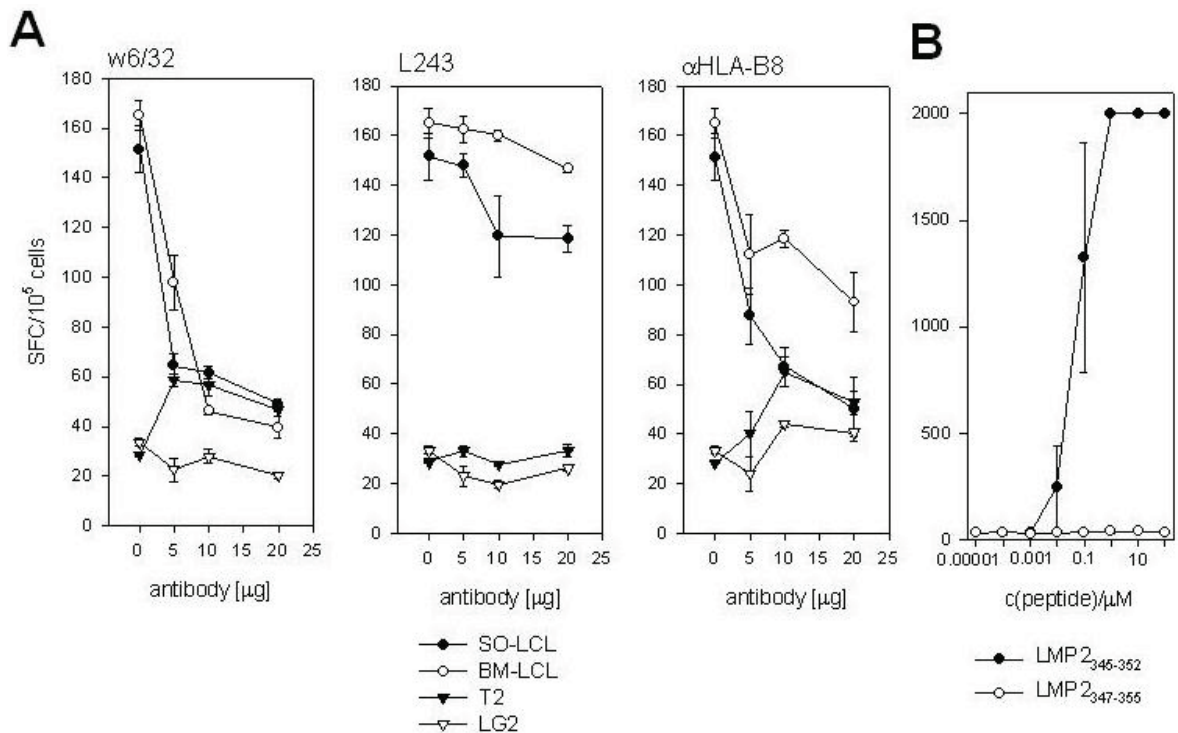 A
B
w6/32
L243
αHLA-B8
SFC/10⁵ cells
180
160
140
120
100
80
60
40
20
0
0 5 10 15 20 25
antibody [µg]
180
160
140
120
100
80
60
40
20
0
0 5 10 15 20 25
antibody [µg]
180
160
140
120
100
80
60
40
20
0
0 5 10 15 20 25
antibody [µg]
2000
1500
1000
500
0
0.00001 0.001 0.1 10
c(peptide)/µM
SO-LCL
BM-LCL
T2
LG2
LMP2₃₄₅₋₃₅₂
LMP2₃₄₇₋₃₅₅